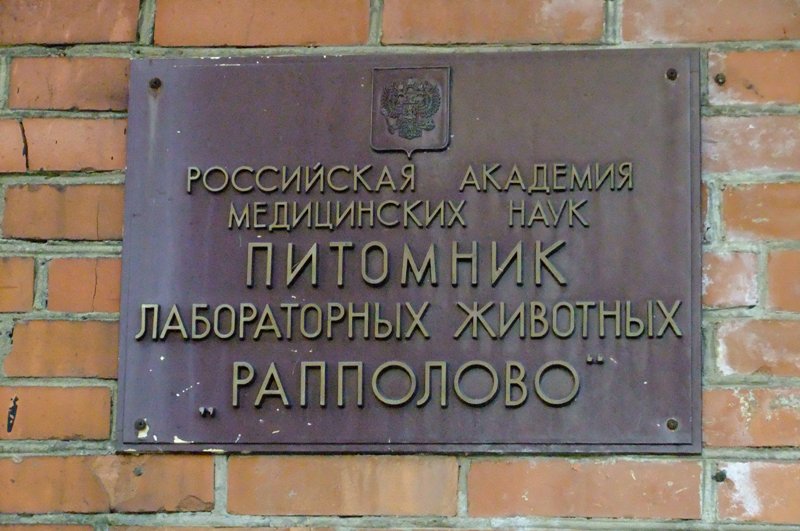 РОССИЙСКАЯ АКАДЕМИЯ
МЕДИЦИНСКИХ НАУК
ПИТОМНИК
ЛАБОРАТОРНЫХ ЖИВОТНЫХ
„РАППОЛОВО"